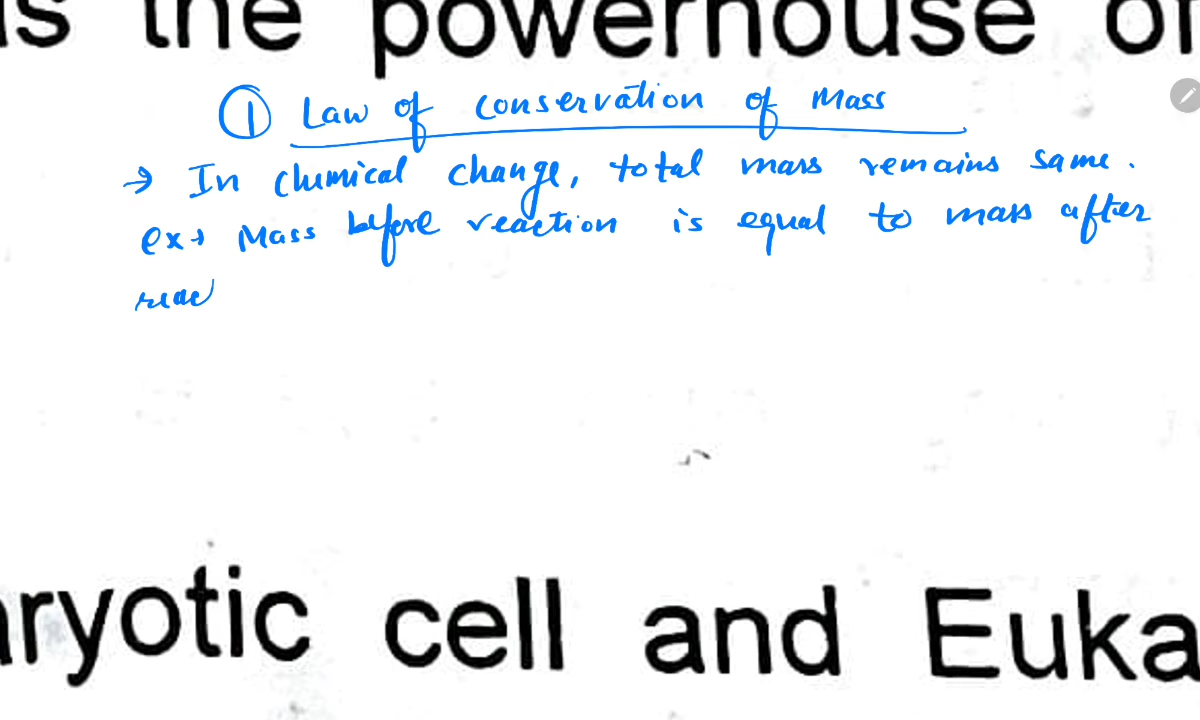 is the powerhouse of
① Law of conservation of Mass
→ In chemical change, total mass remains same.
ex→ Mass before reaction is equal to mass after
reac
aryotic cell and Euka